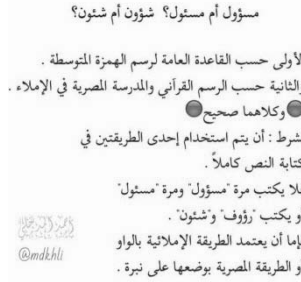 مسؤول أم مسئول؟ شؤون أم شئون؟
لأولى حسب القاعدة العامة لرسم الهمزة المتوسطة .
الثانية حسب الرسم القرآني والمدرسة المصرية في الإملاء .
وكلاهما صحيح
شرط : أن يتم استخدام إحدى الطريقتين في
كتابة النص كاملاً .
لا يكتب مرة "مسؤول" ومرة "مسئول"
و يكتب "رؤوف" و"شئون" .
إما أن يعتمد الطريقة الإملائية بالواو
و الطريقة المصرية بوضعها على نبرة .
@mdkhli